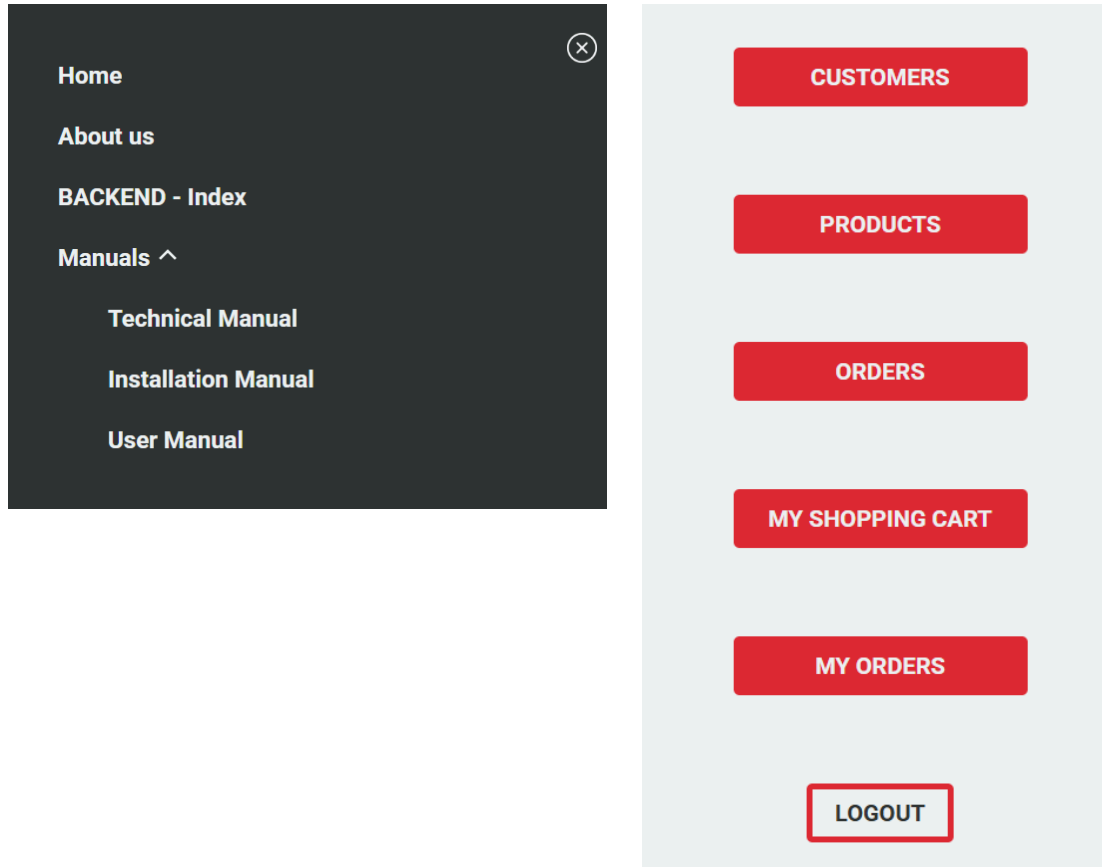 Home
About us
BACKEND - Index
Manuals
Technical Manual
Installation Manual
User Manual
CUSTOMERS
PRODUCTS
ORDERS
MY SHOPPING CART
MY ORDERS
LOGOUT